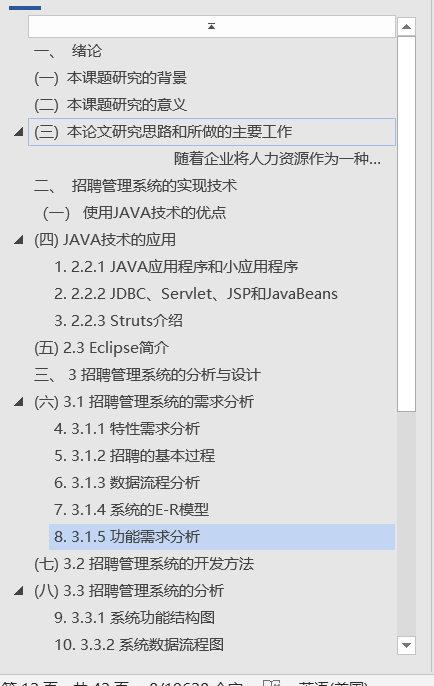 一、 绪论
(一) 本课题研究的背景
(二) 本课题研究的意义
(三) 本论文研究思路和所做的主要工作
随着企业将人力资源作为一种...
二、 招聘管理系统的实现技术
(一) 使用JAVA技术的优点
(四) JAVA技术的应用
1. 2.2.1 JAVA应用程序和小应用程序
2. 2.2.2 JDBC、Servlet、JSP和JavaBeans
3. 2.2.3 Struts介绍
(五) 2.3 Eclipse简介
三、 3 招聘管理系统的分析与设计
(六) 3.1 招聘管理系统的需求分析
4. 3.1.1 特性需求分析
5. 3.1.2 招聘的基本过程
6. 3.1.3 数据流程分析
7. 3.1.4 系统的E-R模型
8. 3.1.5 功能需求分析
(七) 3.2 招聘管理系统的开发方法
(八) 3.3 招聘管理系统的分析
9. 3.3.1 系统功能结构图
10. 3.3.2 系统数据流程图